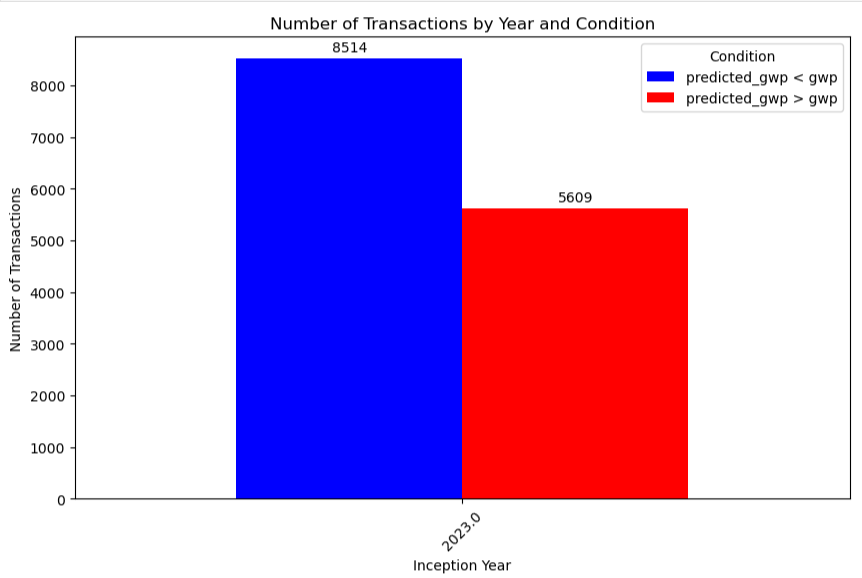 Number of Transactions by Year and Condition
8514
Condition
predicted_gwp < gwp
predicted_gwp > gwp
8000
7000
6000
5609
5000
4000
3000
2000
1000
0
Number of Transactions
2023.0
Inception Year